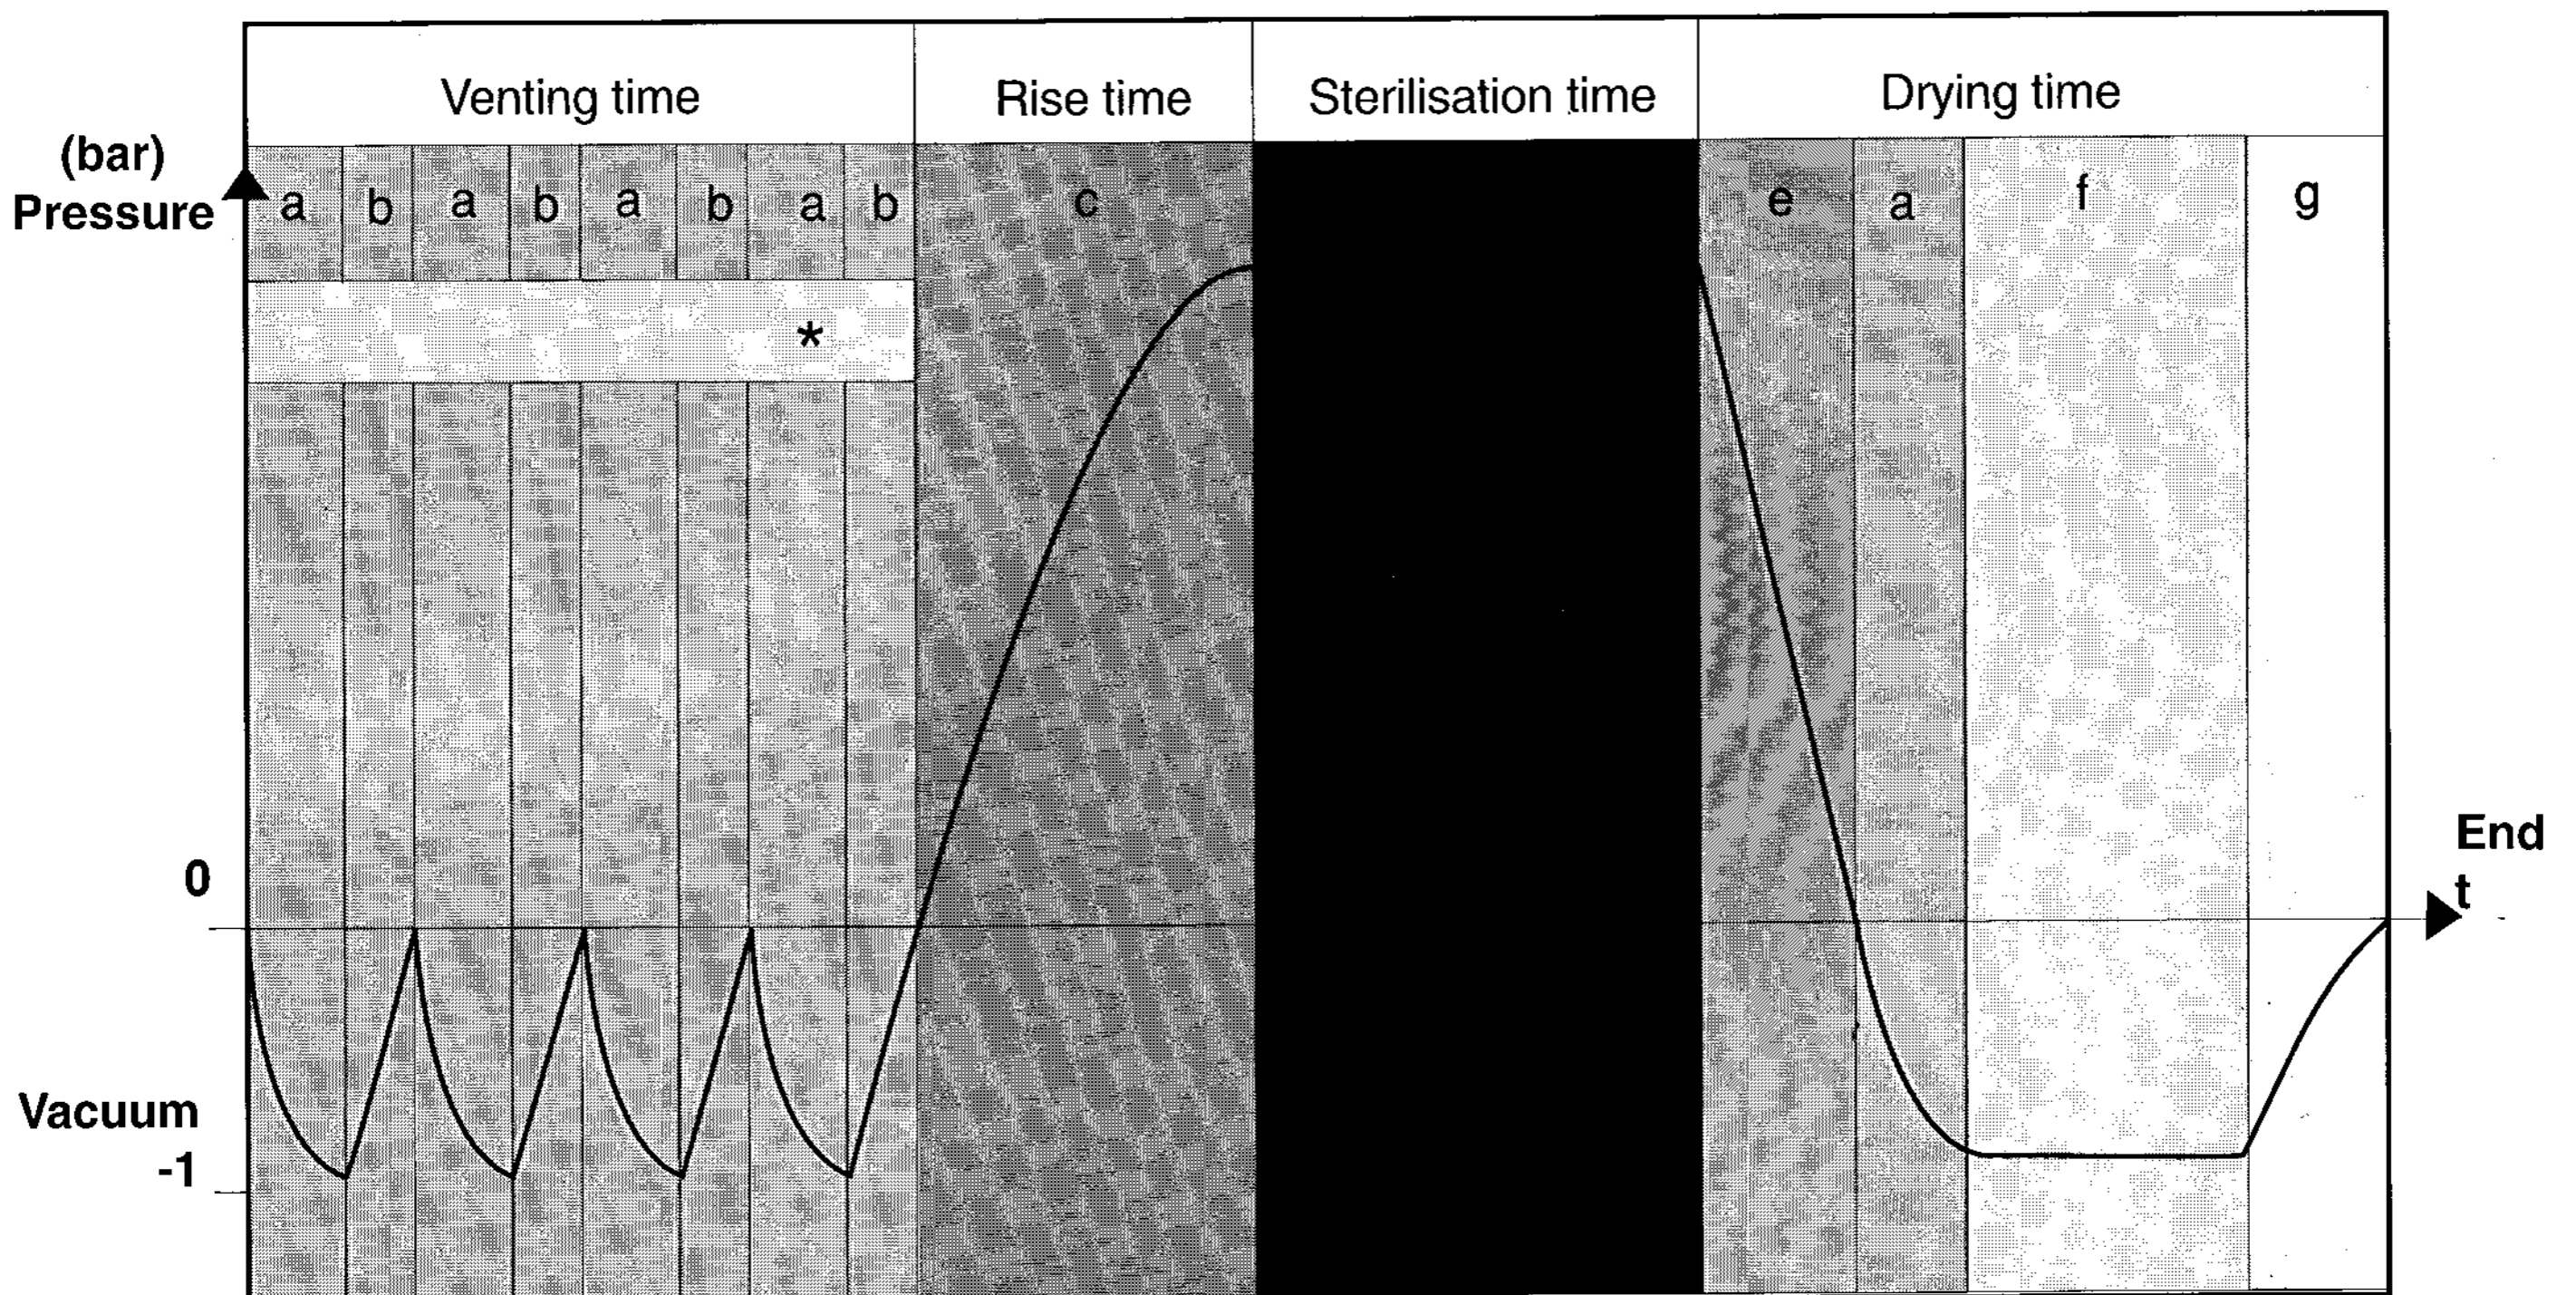 Venting time
Rise time
Sterilisation time
Drying time
(bar)
Pressure
a b a b a b a b c e a f g
*
0
End
t
Vacuum
-1